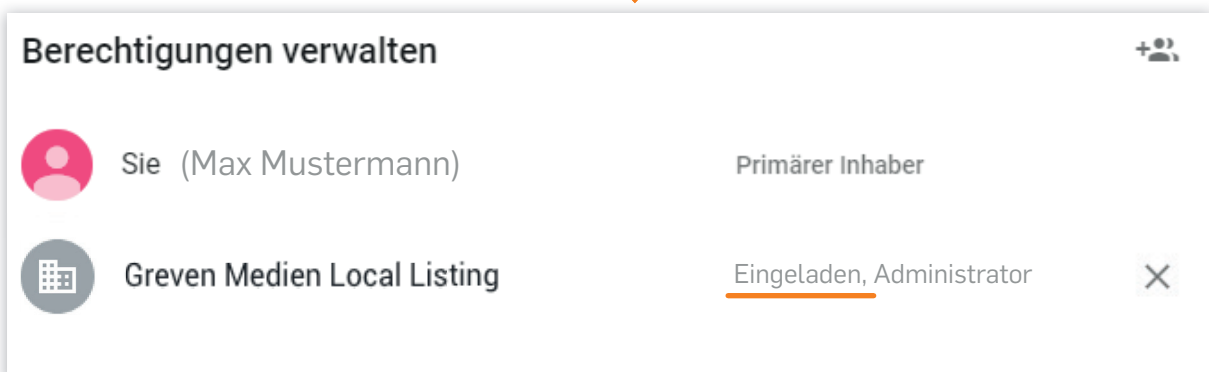 Berechtigungen verwalten
Sie (Max Mustermann) Primärer Inhaber
Greven Medien Local Listing Eingeladen, Administrator